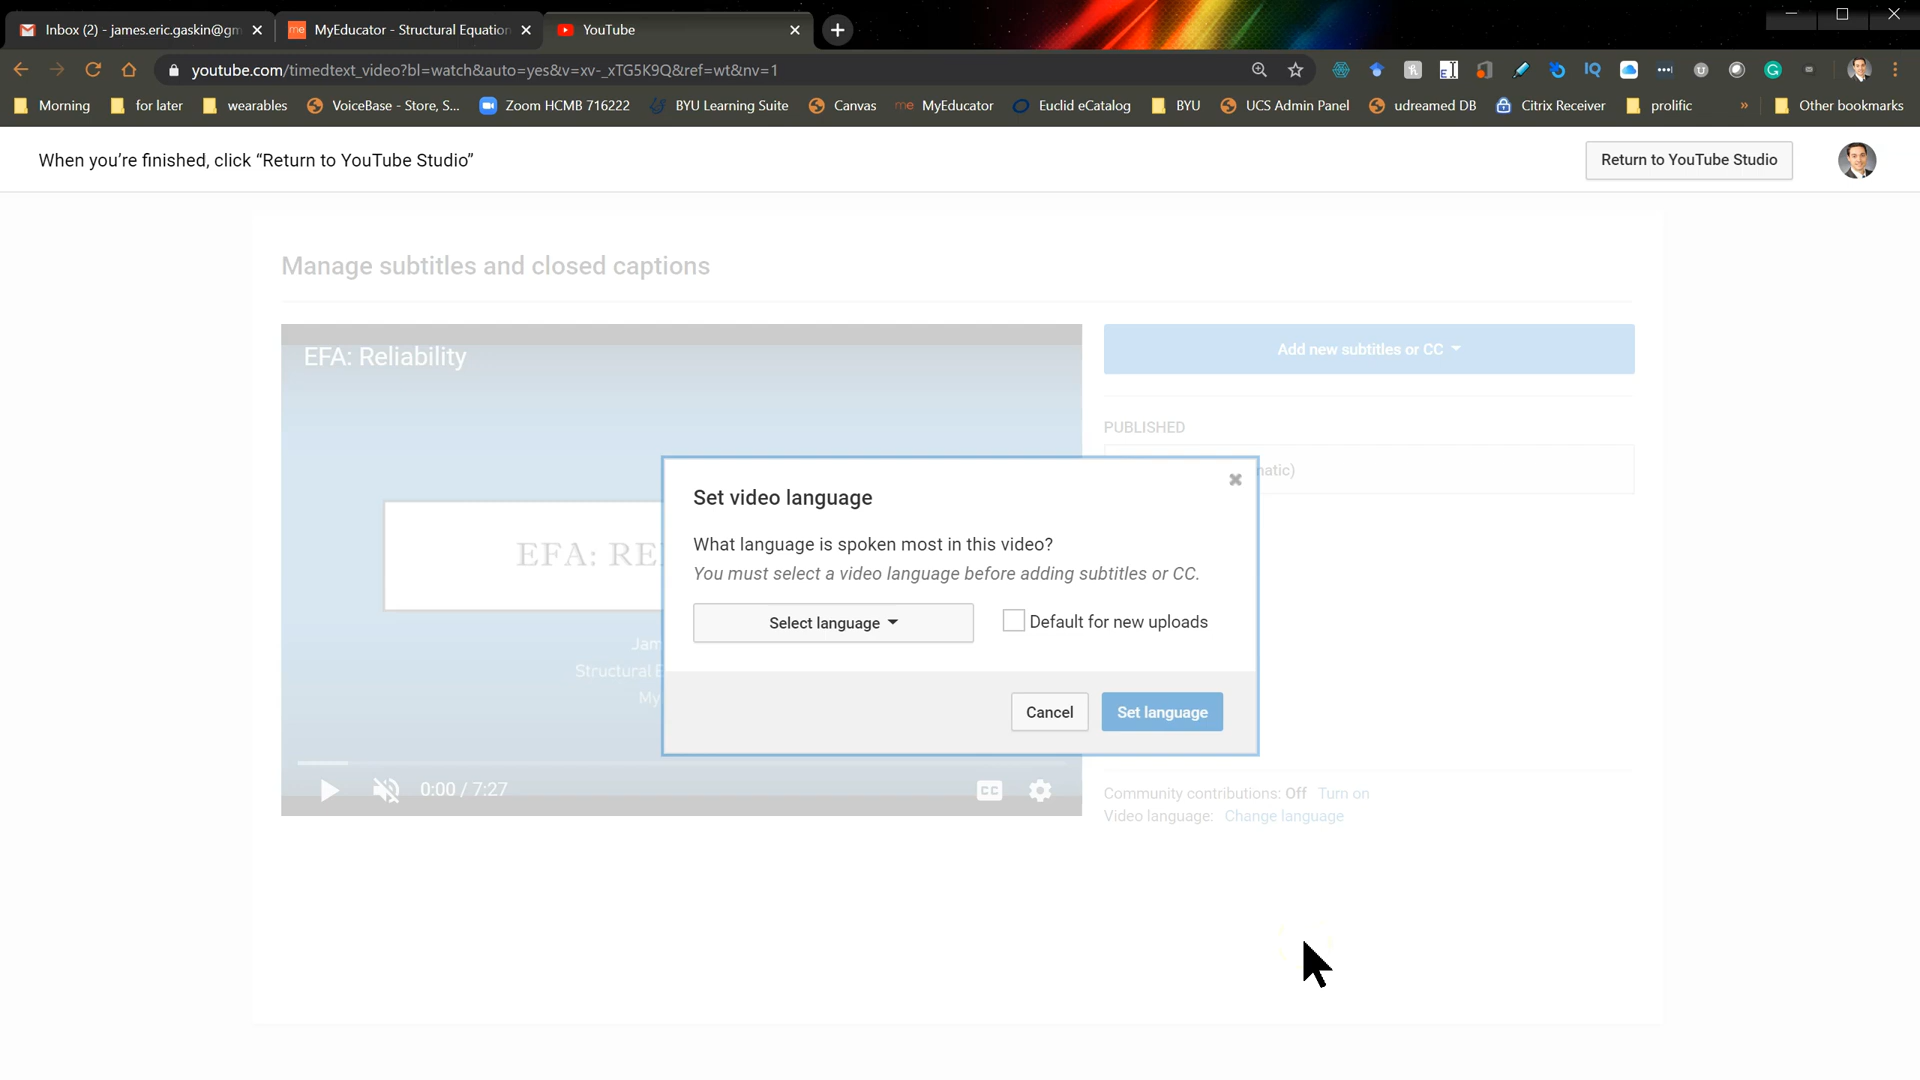 Inbox (2) - james.eric.gaskin@gm
MyEducator - Structural Equation
YouTube
youtube.com/timedtext_video?bl=watch&auto=yes&v=xv-_xTG5K9Q&ref=wt&nv=1
Morning
for later
wearables
VoiceBase - Store, S...
Zoom HCMB 716222
BYU Learning Suite
Canvas
MyEducator
Euclid eCatalog
BYU
UCS Admin Panel
udreamed DB
Citrix Receiver
prolific
»
Other bookmarks
When you’re finished, click “Return to YouTube Studio”
Return to YouTube Studio
Manage subtitles and closed captions
EFA: Reliability
Add new subtitles or CC
PUBLISHED
matic)
EFA: RE
Jam
Structural E
My
Set video language
What language is spoken most in this video?
You must select a video language before adding subtitles or CC.
Select language
Default for new uploads
Cancel
Set language
0:00 / 7:27
CC
Community contributions: Off Turn on
Video language: Change language